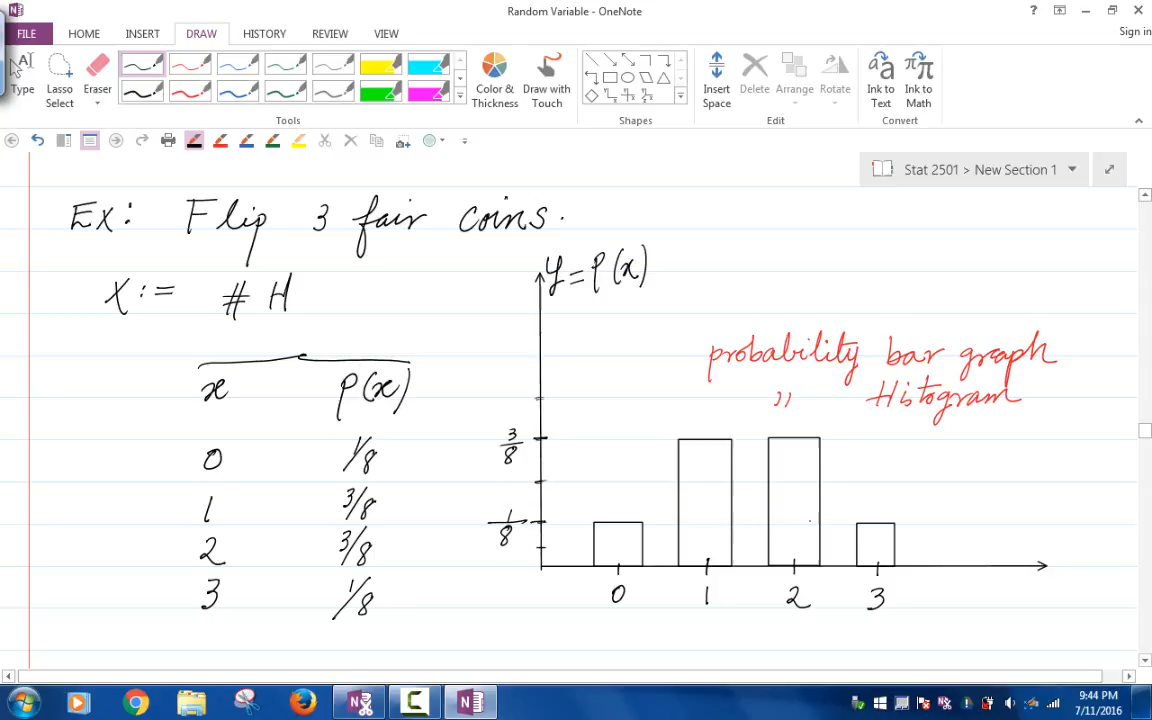 Random Variable - OneNote
? 
Sign in
FILE HOME INSERT DRAW HISTORY REVIEW VIEW
Type
Lasso Select
Eraser
Color & Thickness
Draw with Touch
Insert Space
Delete
Arrange
Rotate
Ink to Text
Ink to Math
Tools
Shapes
Edit
Convert
Stat 2501 > New Section 1
Ex: Flip 3 fair coins.
X := # H
y = p(x)
probability bar graph
" Histogram
x p(x)
0 1/8
1 3/8
2 3/8
3 1/8
3/8
1/8
0 1 2 3
9:44 PM
7/11/2016